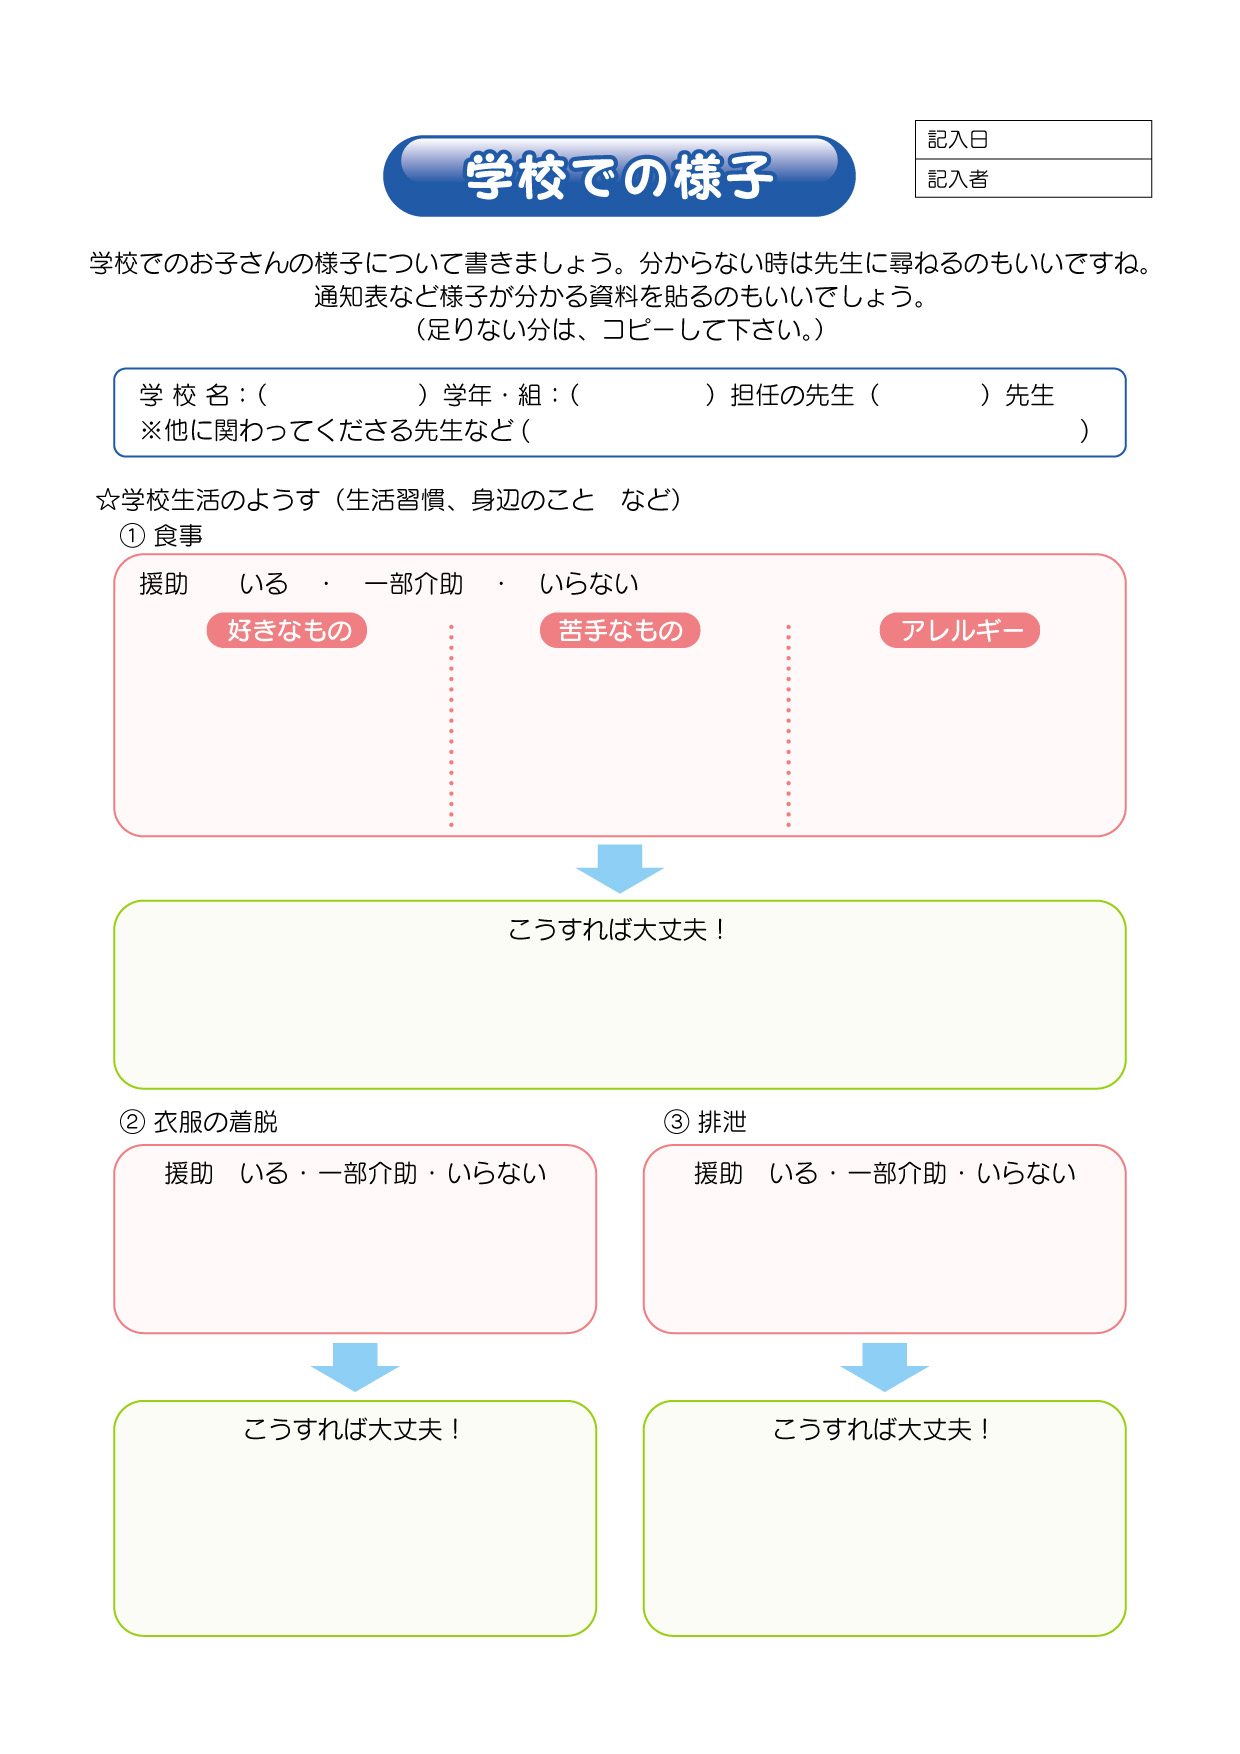 学校での様子
記入日
記入者
学校でのお子さんの様子について書きましょう。分からない時は先生に尋ねるのもいいですね。
通知表など様子が分かる資料を貼るのもいいでしょう。
（足りない分は、コピーして下さい。）
学 校 名：（　　　　　　）学年・組：（　　　　　）担任の先生（　　　　）先生
※他に関わってくださる先生など（　　　　　　　　　　　　　　　　　　　　　　）
☆学校生活のようす（生活習慣、身辺のこと　など）
① 食事
援助　　いる　・　一部介助　・　いらない
好きなもの　苦手なもの　アレルギー
こうすれば大丈夫！
② 衣服の着脱
援助　いる・一部介助・いらない
こうすれば大丈夫！
③ 排泄
援助　いる・一部介助・いらない
こうすれば大丈夫！